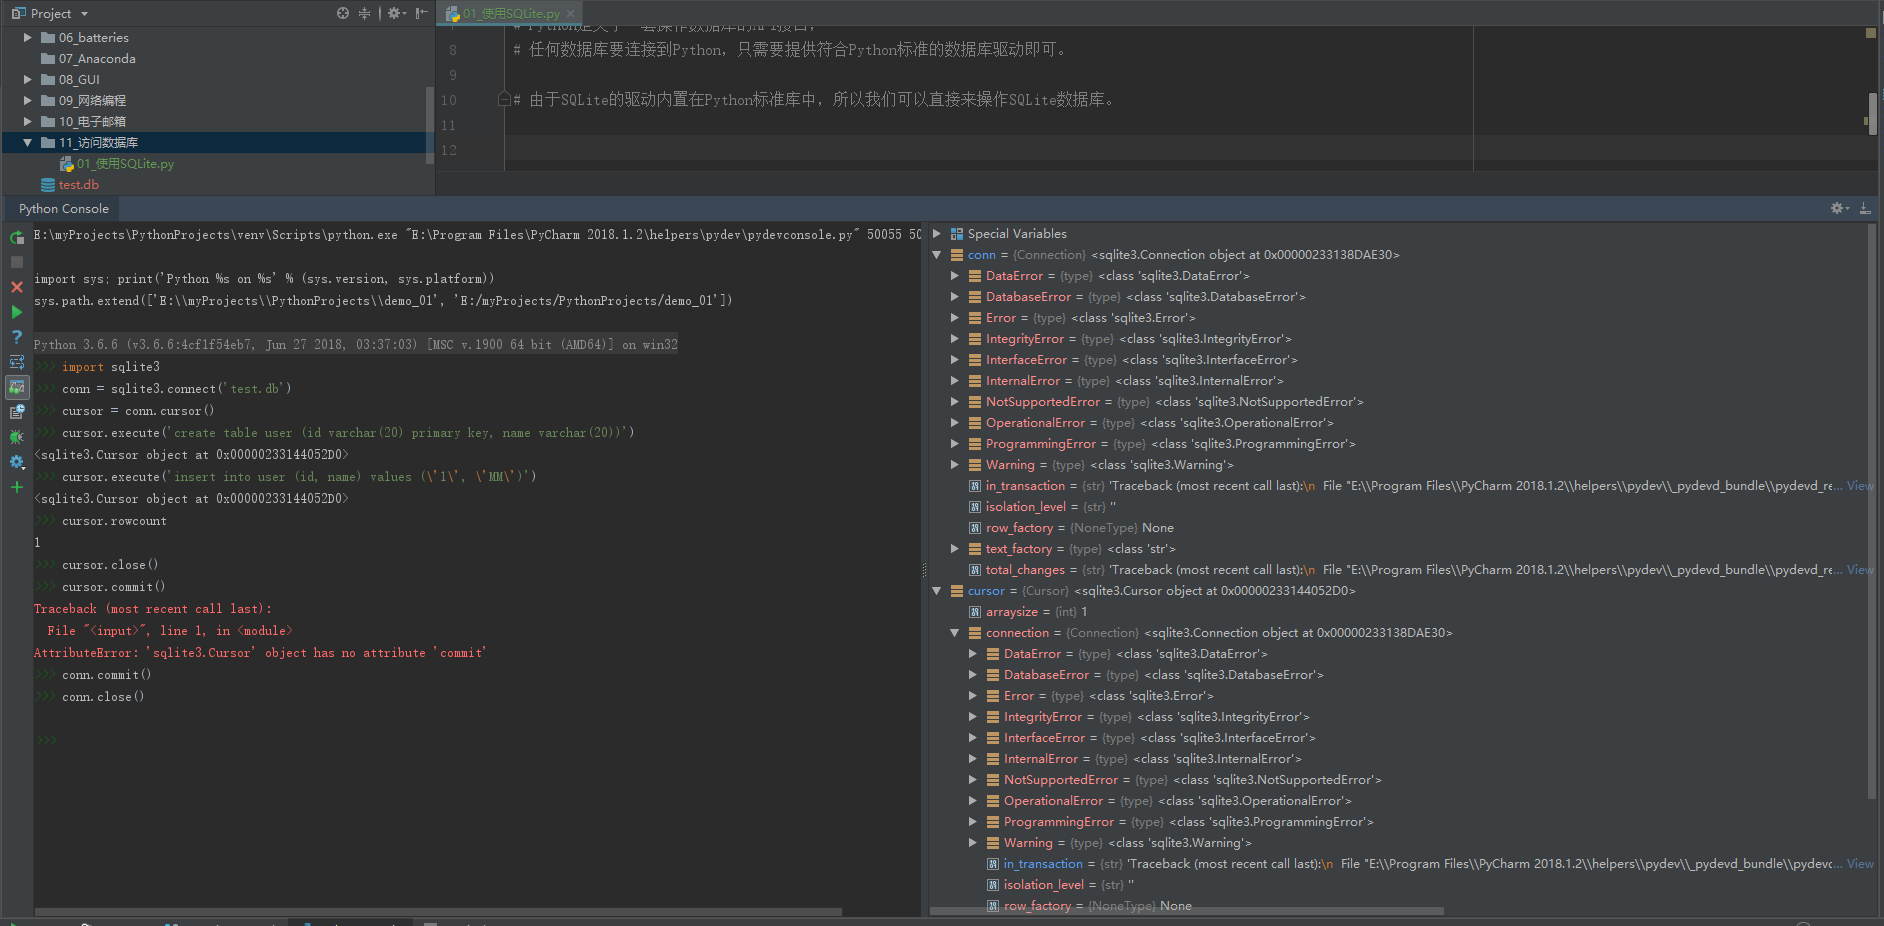 Project
06_batteries
07_Anaconda
08_GUI
09_网络编程
10_电子邮箱
11_访问数据库
01_使用SQLite.py
test.db
01_使用SQLite.py
8 # 任何数据库要连接到Python，只需要提供符合Python标准的数据库驱动即可。
9
10 # 由于SQLite的驱动内置在Python标准库中，所以我们可以直接来操作SQLite数据库。
11
12
Python Console
E:\myProjects\PythonProjects\venv\Scripts\python.exe "E:\Program Files\PyCharm 2018.1.2\helpers\pydev\pydevconsole.py" 50055 50
import sys; print('Python %s on %s' % (sys.version, sys.platform))
sys.path.extend(['E:\\myProjects\\PythonProjects\\demo_01', 'E:/myProjects/PythonProjects/demo_01'])
Python 3.6.6 (v3.6.6:4cf1f54eb7, Jun 27 2018, 03:37:03) [MSC v.1900 64 bit (AMD64)] on win32
>>> import sqlite3
>>> conn = sqlite3.connect('test.db')
>>> cursor = conn.cursor()
>>> cursor.execute('create table user (id varchar(20) primary key, name varchar(20))')
<sqlite3.Cursor object at 0x00000233144052D0>
>>> cursor.execute('insert into user (id, name) values (\'1\', \'MM\')')
<sqlite3.Cursor object at 0x00000233144052D0>
>>> cursor.rowcount
1
>>> cursor.close()
>>> cursor.commit()
Traceback (most recent call last):
File "<input>", line 1, in <module>
AttributeError: 'sqlite3.Cursor' object has no attribute 'commit'
>>> conn.commit()
>>> conn.close()
>>>
Special Variables
conn = {Connection} <sqlite3.Connection object at 0x00000233138DAE30>
DataError = {type} <class 'sqlite3.DataError'>
DatabaseError = {type} <class 'sqlite3.DatabaseError'>
Error = {type} <class 'sqlite3.Error'>
IntegrityError = {type} <class 'sqlite3.IntegrityError'>
InterfaceError = {type} <class 'sqlite3.InterfaceError'>
InternalError = {type} <class 'sqlite3.InternalError'>
NotSupportedError = {type} <class 'sqlite3.NotSupportedError'>
OperationalError = {type} <class 'sqlite3.OperationalError'>
ProgrammingError = {type} <class 'sqlite3.ProgrammingError'>
Warning = {type} <class 'sqlite3.Warning'>
in_transaction = {str} 'Traceback (most recent call last):\n  File "E:\\Program Files\\PyCharm 2018.1.2\\helpers\\pydev\\_pydevd_bundle\\pydevd_re... View
isolation_level = {str} ''
row_factory = {NoneType} None
text_factory = {type} <class 'str'>
total_changes = {str} 'Traceback (most recent call last):\n  File "E:\\Program Files\\PyCharm 2018.1.2\\helpers\\pydev\\_pydevd_bundle\\pydevd_re... View
cursor = {Cursor} <sqlite3.Cursor object at 0x00000233144052D0>
arraysize = {int} 1
connection = {Connection} <sqlite3.Connection object at 0x00000233138DAE30>
DataError = {type} <class 'sqlite3.DataError'>
DatabaseError = {type} <class 'sqlite3.DatabaseError'>
Error = {type} <class 'sqlite3.Error'>
IntegrityError = {type} <class 'sqlite3.IntegrityError'>
InterfaceError = {type} <class 'sqlite3.InterfaceError'>
InternalError = {type} <class 'sqlite3.InternalError'>
NotSupportedError = {type} <class 'sqlite3.NotSupportedError'>
OperationalError = {type} <class 'sqlite3.OperationalError'>
ProgrammingError = {type} <class 'sqlite3.ProgrammingError'>
Warning = {type} <class 'sqlite3.Warning'>
in_transaction = {str} 'Traceback (most recent call last):\n  File "E:\\Program Files\\PyCharm 2018.1.2\\helpers\\pydev\\_pydevd_bundle\\pydevd... View
isolation_level = {str} ''
row_factory = {NoneType} None